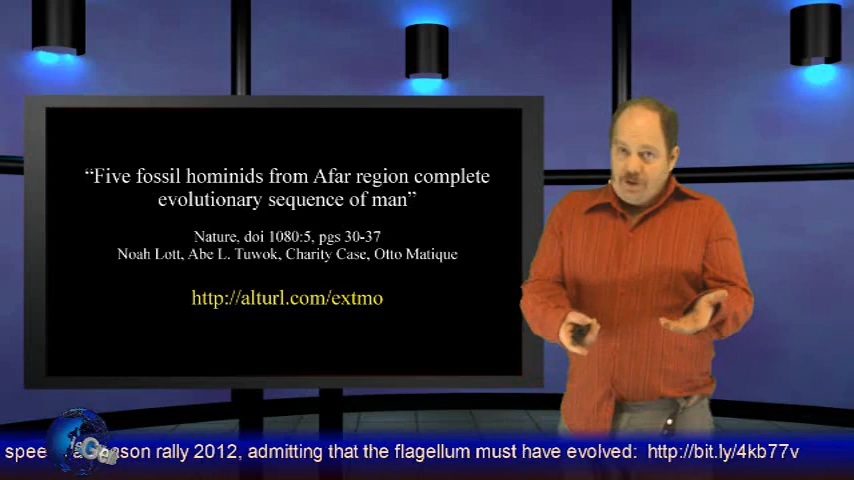 “Five fossil hominids from Afar region complete
evolutionary sequence of man”
Nature, doi 1080:5, pgs 30-37
Noah Lott, Abe L. Tuwok, Charity Case, Otto Matique
http://alturl.com/extmo
rally 2012, admitting that the flagellum must have evolved: http://bit.ly/4kb77v